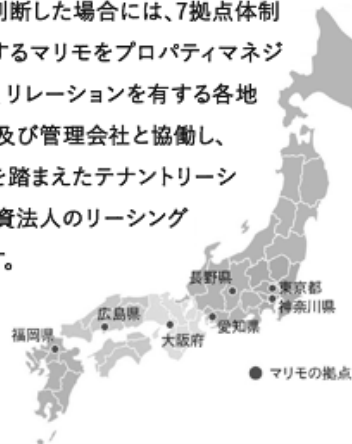 判断した場合には、7拠点体制
するマリモをプロパティマネジ
リレーションを有する各地
及び管理会社と協働し、
を踏まえたテナントリーシ
資法人のリーシング
す。
長野県
東京都
神奈川県
広島県
愛知県
福岡県
大阪府
マリモの拠点